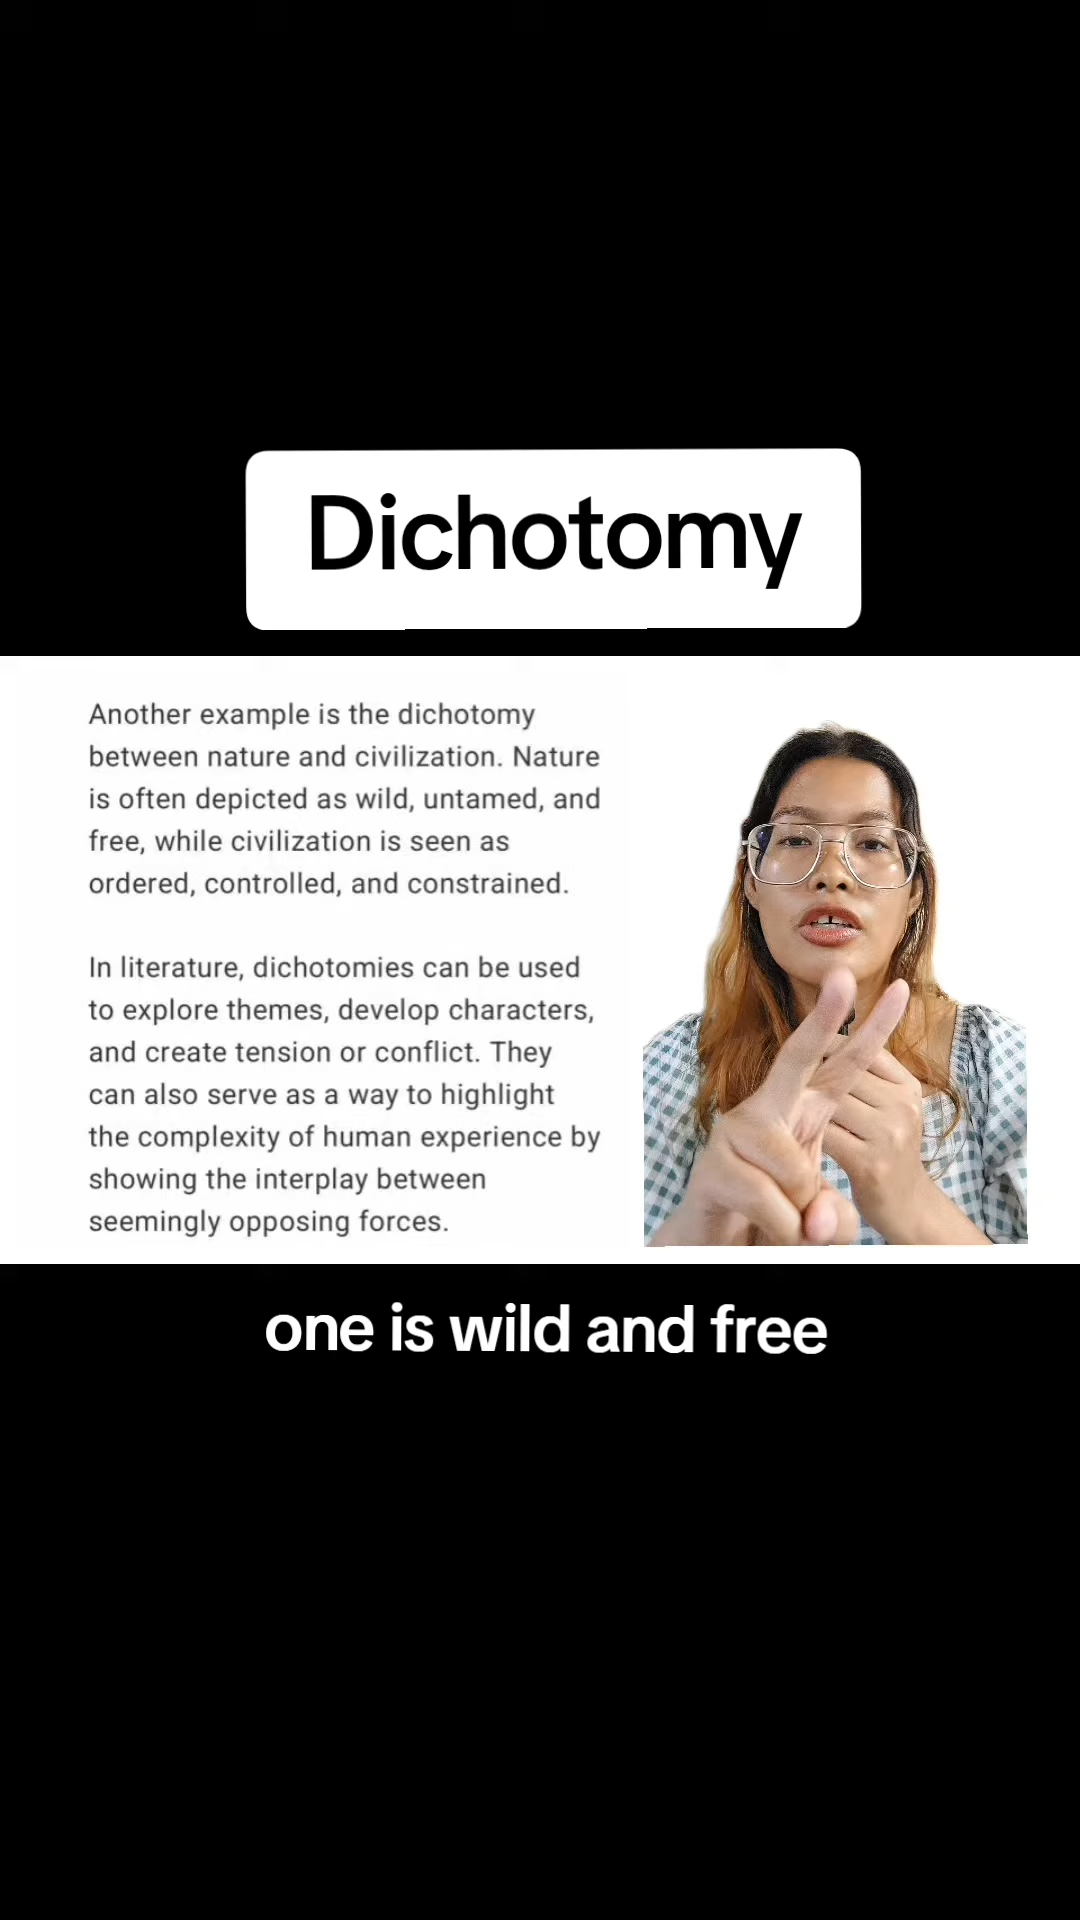 Dichotomy
Another example is the dichotomy
between nature and civilization. Nature
is often depicted as wild, untamed, and
free, while civilization is seen as
ordered, controlled, and constrained.
In literature, dichotomies can be used
to explore themes, develop characters,
and create tension or conflict. They
can also serve as a way to highlight
the complexity of human experience by
showing the interplay between
seemingly opposing forces.
one is wild and free